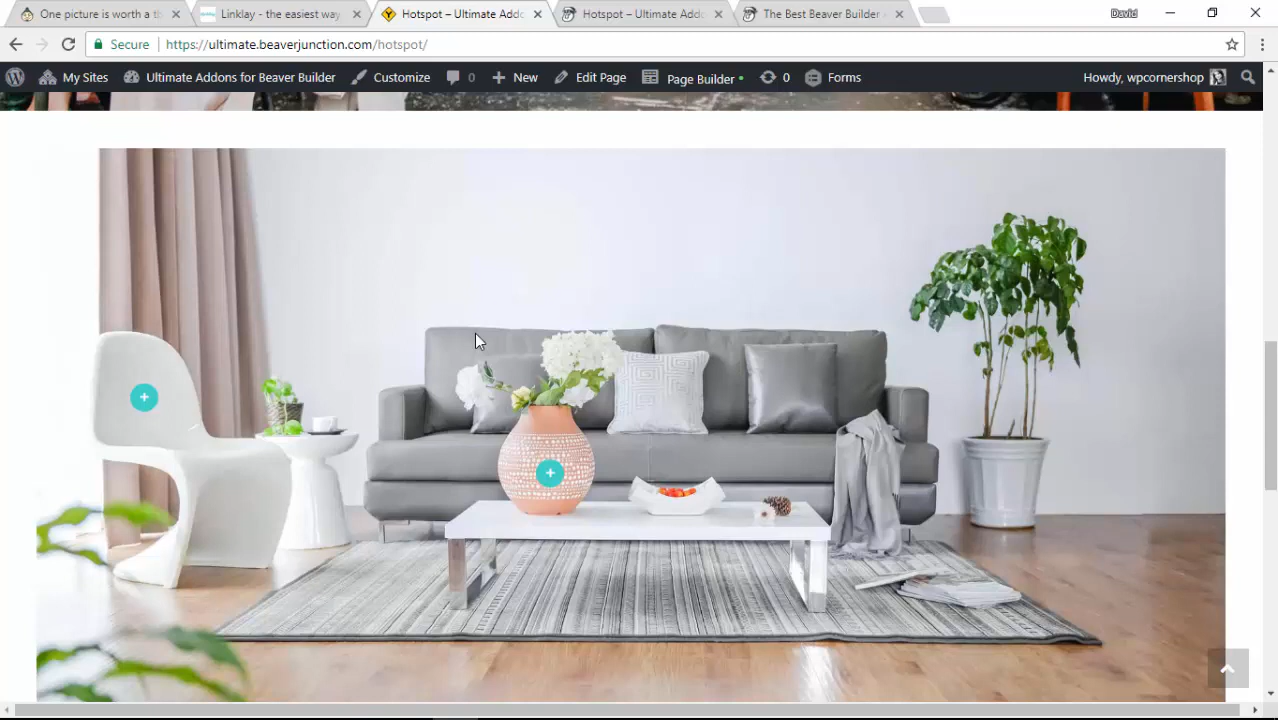 One picture is worth a th
Linklay - the easiest way
Hotspot – Ultimate Addo
Hotspot – Ultimate Addo
The Best Beaver Builder
David
Secure
https://ultimate.beaverjunction.com/hotspot/
My Sites
Ultimate Addons for Beaver Builder
Customize
0
New
Edit Page
Page Builder
0
Forms
Howdy, wpcornershop